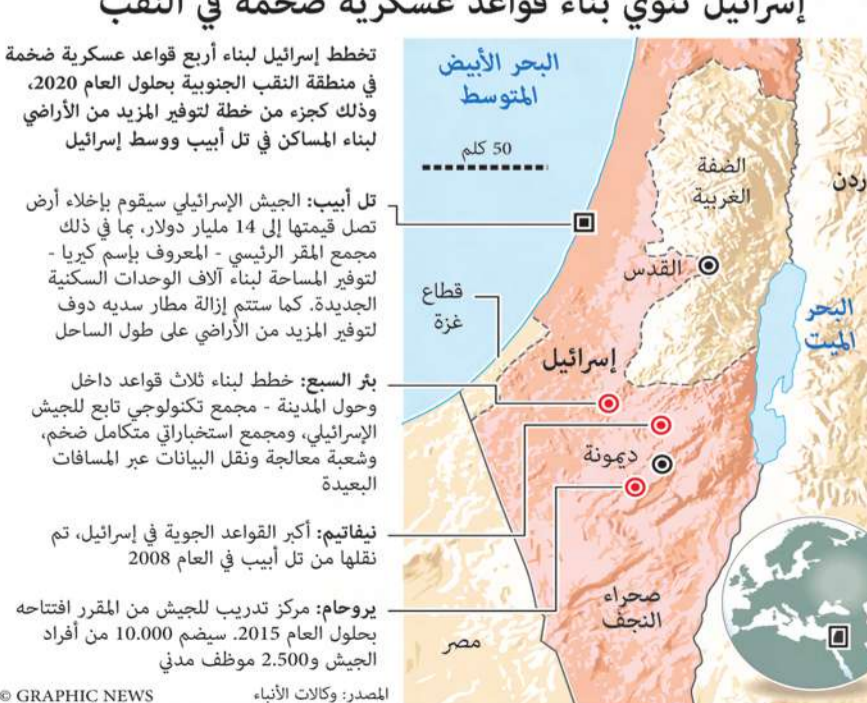 إسرائيل تنوي بناء قواعد عسكرية ضخمة في النقب
تخطط إسرائيل لبناء أربع قواعد عسكرية ضخمة
في منطقة النقب الجنوبية بحلول العام 2020،
وذلك كجزء من خطة لتوفير المزيد من الأراضي
لبناء المساكن في تل أبيب ووسط إسرائيل
تل أبيب: الجيش الإسرائيلي سيقوم بإخلاء أرض
تصل قيمتها إلى 14 مليار دولار، بما في ذلك
مجمع المقر الرئيسي - المعروف بإسم كيريا -
لتوفير المساحة لبناء آلاف الوحدات السكنية
الجديدة. كما ستتم إزالة مطار سديه دوف
لتوفير المزيد من الأراضي على طول الساحل
بئر السبع: خطط لبناء ثلاث قواعد داخل
وحول المدينة - مجمع تكنولوجي تابع للجيش
الإسرائيلي، ومجمع استخباراتي متكامل ضخم،
وشعبة معالجة ونقل البيانات عبر المسافات
البعيدة
نيفاتيم: أكبر القواعد الجوية في إسرائيل، تم
نقلها من تل أبيب في العام 2008
يروحام: مركز تدريب للجيش من المقرر افتتاحه
بحلول العام 2015. سيضم 10.000 من أفراد
الجيش و2.500 موظف مدني
المصدر: وكالات الأنباء
© GRAPHIC NEWS
البحر الأبيض
المتوسط
50 كلم
الضفة
الغربية
ردن
القدس
البحر
الميت
قطاع
غزة
إسرائيل
ديمونة
صحراء
النجف
مصر